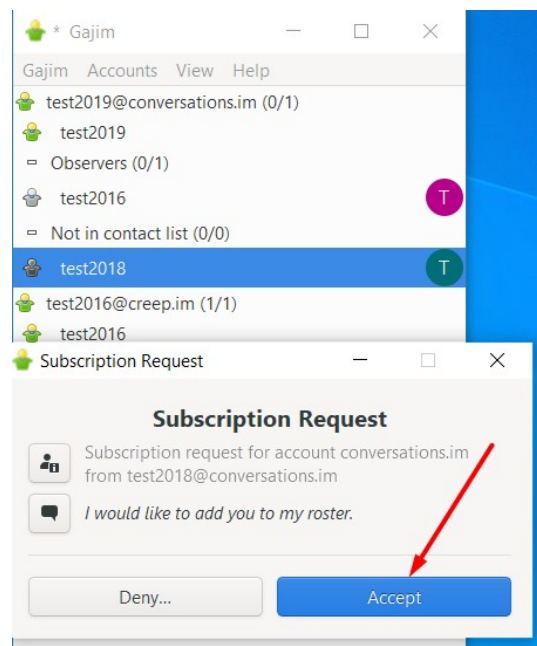 * Gajim
Gajim Accounts View Help
test2019@conversations.im (0/1)
test2019
Observers (0/1)
test2016
T
Not in contact list (0/0)
test2018
T
test2016@creep.im (1/1)
test2016
Subscription Request
Subscription Request
Subscription request for account conversations.im
from test2018@conversations.im
I would like to add you to my roster.
Deny... Accept